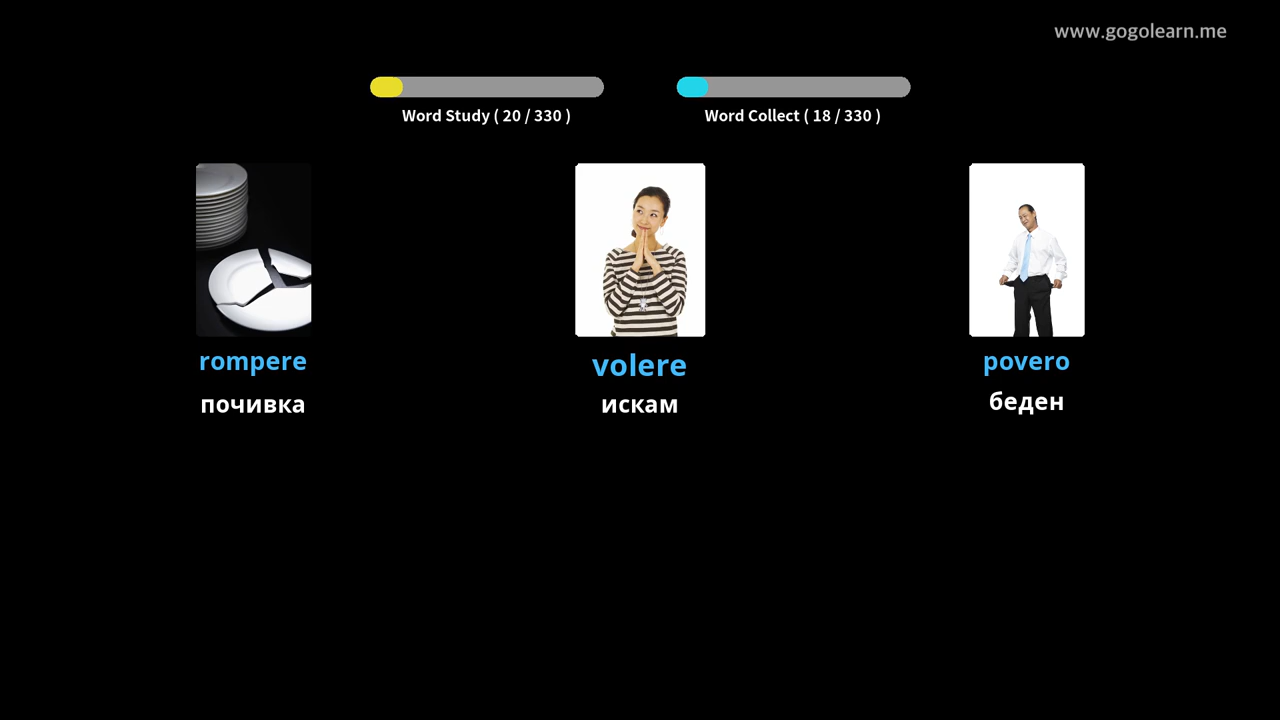 www.gogolearn.me
Word Study ( 20 / 330 )
Word Collect ( 18 / 330 )
rompere
volere
povero
почивка
искам
беден